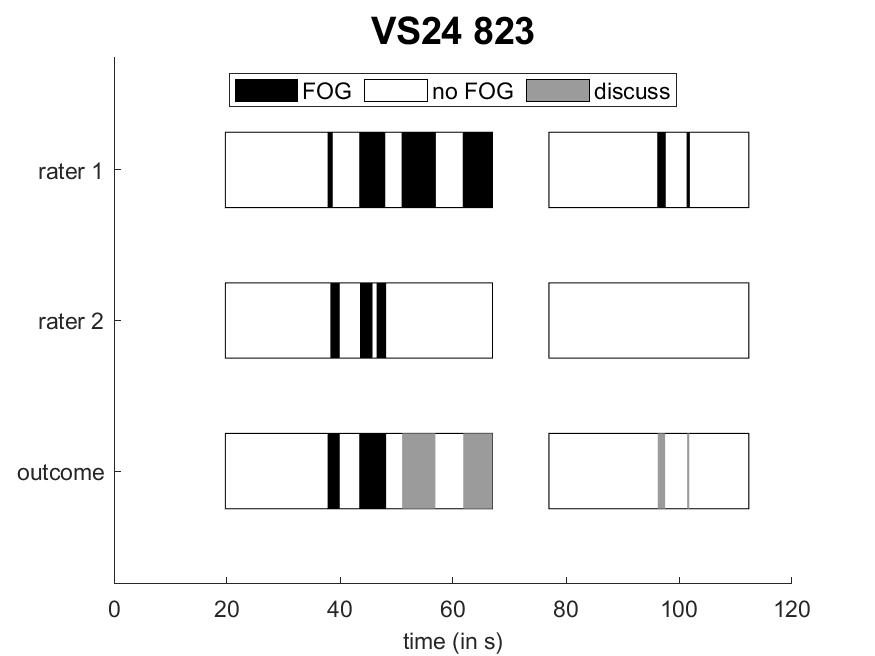 VS24 823
FOG no FOG discuss
rater 1
rater 2
outcome
0 20 40 60 80 100 120
time (in s)